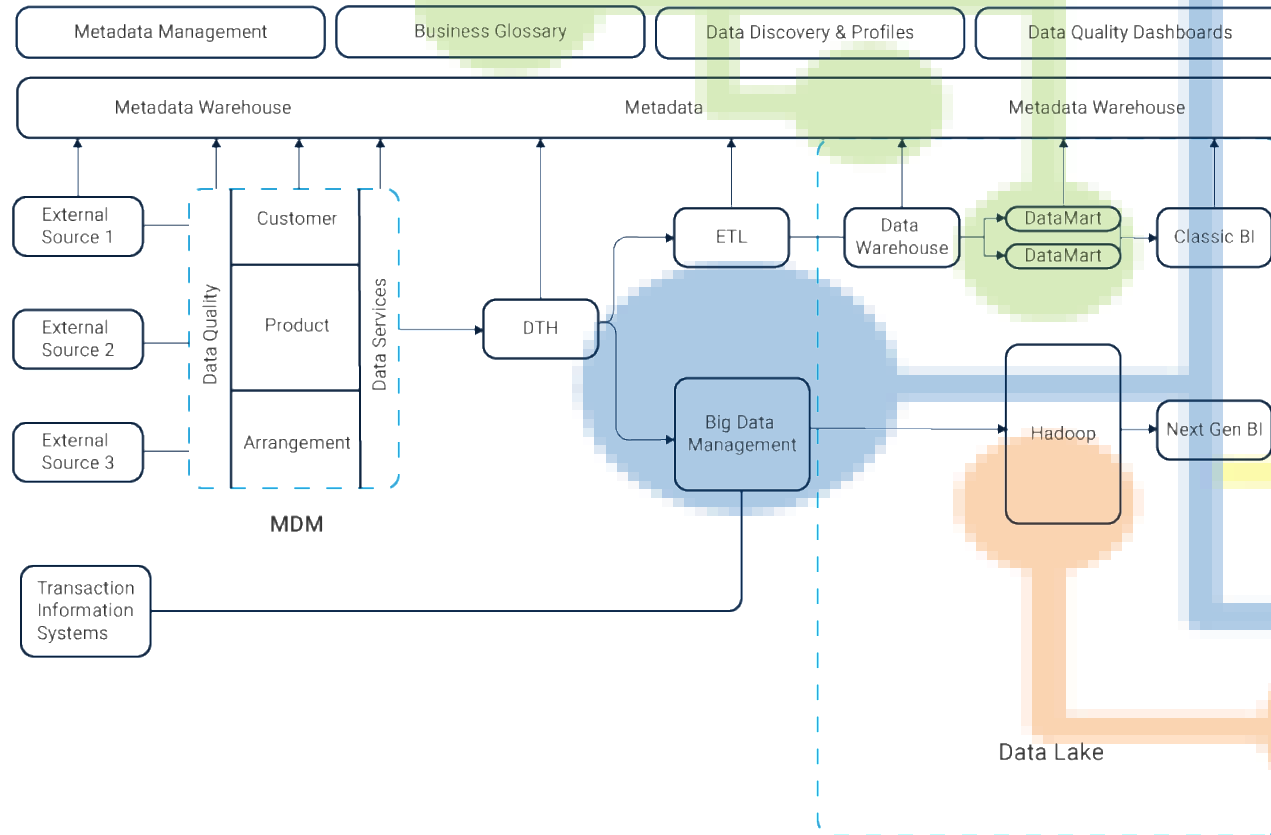 Metadata Management
Business Glossary
Data Discovery & Profiles
Data Quality Dashboards
Metadata Warehouse
Metadata
Metadata Warehouse
External
Source 1
External
Source 2
External
Source 3
Data Quality
Customer
Product
Arrangement
Data Services
MDM
DTH
ETL
Big Data
Management
Data
Warehouse
DataMart
DataMart
Classic BI
Hadoop
Next Gen BI
Transaction
Information
Systems
Data Lake